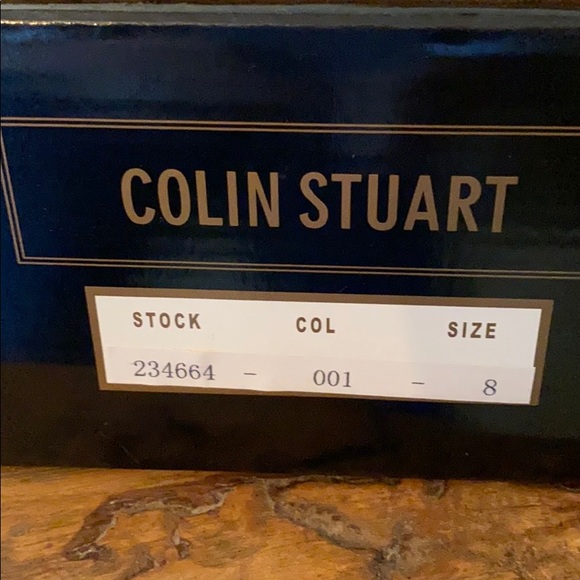 COLIN STUART
STOCK COL SIZE
234664 - 001 - 8